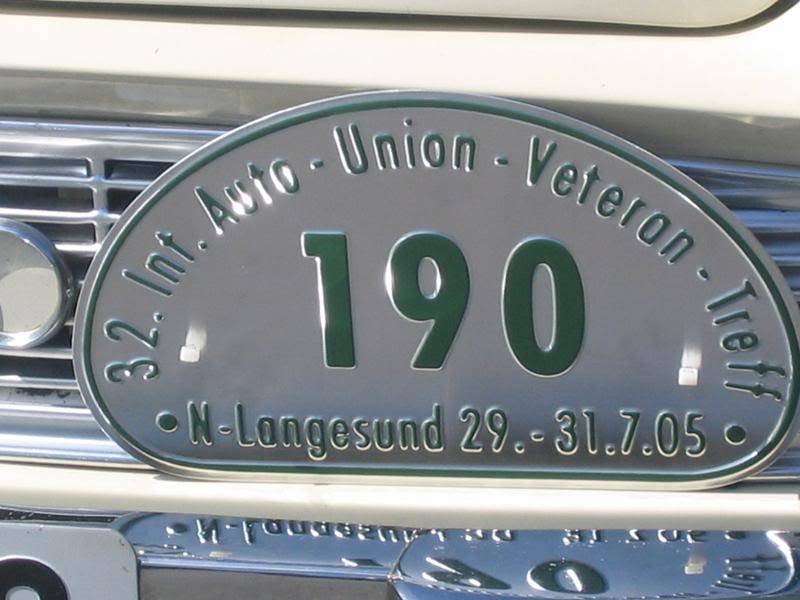 32. Int. Auto - Union - Veteran - Treff
190
• N-Langesund 29.-31.7.05 •